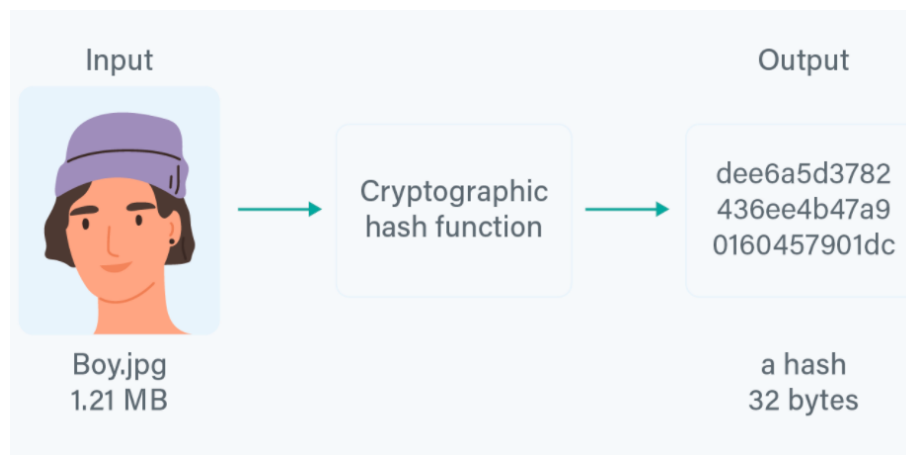 Input
Output
Cryptographic
hash function
dee6a5d3782
436ee4b47a9
0160457901dc
Boy.jpg
1.21 MB
a hash
32 bytes